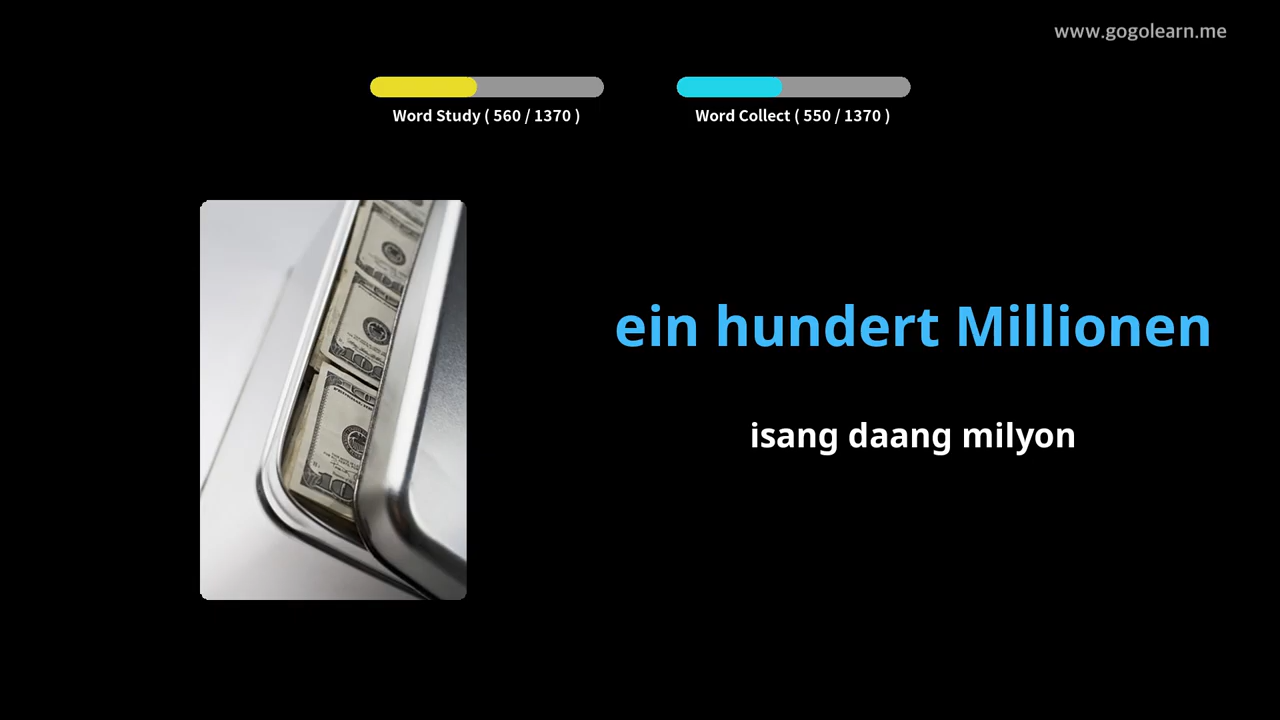 www.gogolearn.me
Word Study ( 560 / 1370 )
Word Collect ( 550 / 1370 )
ein hundert Millionen
isang daang milyon